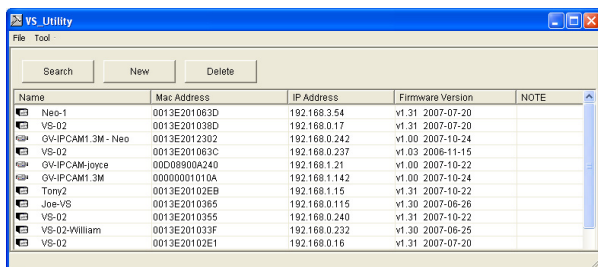 VS_Utility
File Tool
Search New Delete
Name Mac Address IP Address Firmware Version NOTE
Neo-1 0013E201063D 192.168.3.54 v1.31 2007-07-20
VS-02 0013E201038D 192.168.0.17 v1.31 2007-07-20
GV-IPCAM1.3M - Neo 0013E2012302 192.168.0.242 v1.00 2007-10-24
VS-02 0013E201063C 192.168.0.237 v1.03 2006-11-15
GV-IPCAM-joyce 00D08900A240 192.168.1.21 v1.00 2007-10-22
GV-IPCAM1.3M 00000001010A 192.168.1.142 v1.00 2007-10-24
Tony2 0013E20102EB 192.168.1.15 v1.31 2007-10-22
Joe-VS 0013E2010365 192.168.0.115 v1.30 2007-06-26
VS-02 0013E2010355 192.168.0.240 v1.31 2007-10-22
VS-02-William 0013E201033F 192.168.0.232 v1.30 2007-06-25
VS-02 0013E20102E1 192.168.0.16 v1.31 2007-07-20